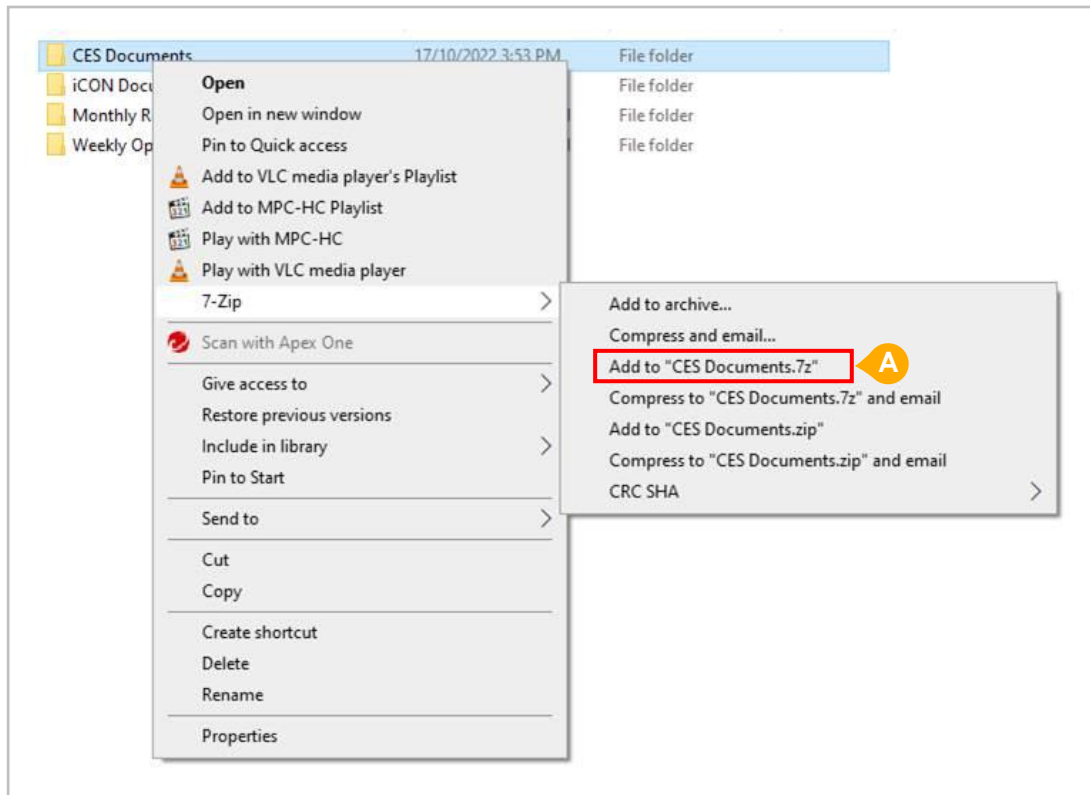 CES Documents 17/10/2022 3:53 PM File folder
iCON File folder
Monthly File folder
Weekly File folder
Open
Open in new window
Pin to Quick access
Add to VLC media player's Playlist
Add to MPC-HC Playlist
Play with MPC-HC
Play with VLC media player
7-Zip
Scan with Apex One
Give access to
Restore previous versions
Include in library
Pin to Start
Send to
Cut
Copy
Create shortcut
Delete
Rename
Properties
Add to archive...
Compress and email...
Add to "CES Documents.7z" A
Compress to "CES Documents.7z" and email
Add to "CES Documents.zip"
Compress to "CES Documents.zip" and email
CRC SHA